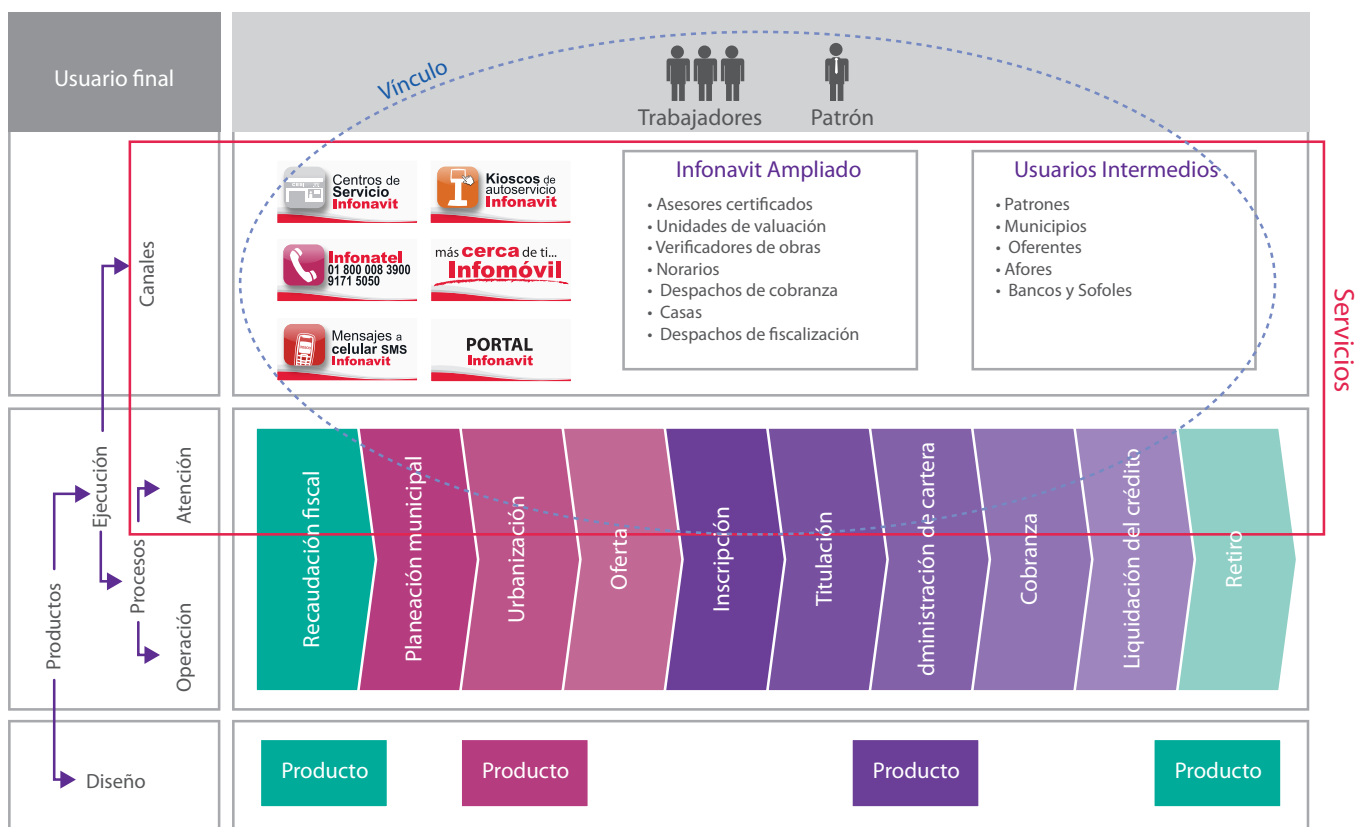 Usuario final
Vínculo
Trabajadores
Patrón
Canales
Centros de
Servicio
Infonavit
Kioscos de
autoservicio
Infonavit
Infonatel
01 800 008 3900
9171 5050
más cerca de ti...
Infomóvil
Mensajes a
celular SMS
Infonavit
PORTAL
Infonavit
Infonavit Ampliado
• Asesores certificados
• Unidades de valuación
• Verificadores de obras
• Norarios
• Despachos de cobranza
• Casas
• Despachos de fiscalización
Usuarios Intermedios
• Patrones
• Municipios
• Oferentes
• Afores
• Bancos y Sofoles
Servicios
Productos
Ejecución
Procesos
Atención
Operación
Recaudación fiscal
Planeación municipal
Urbanización
Oferta
Inscripción
Titulación
dministración de cartera
Cobranza
Liquidación del crédito
Retiro
Diseño
Producto
Producto
Producto
Producto